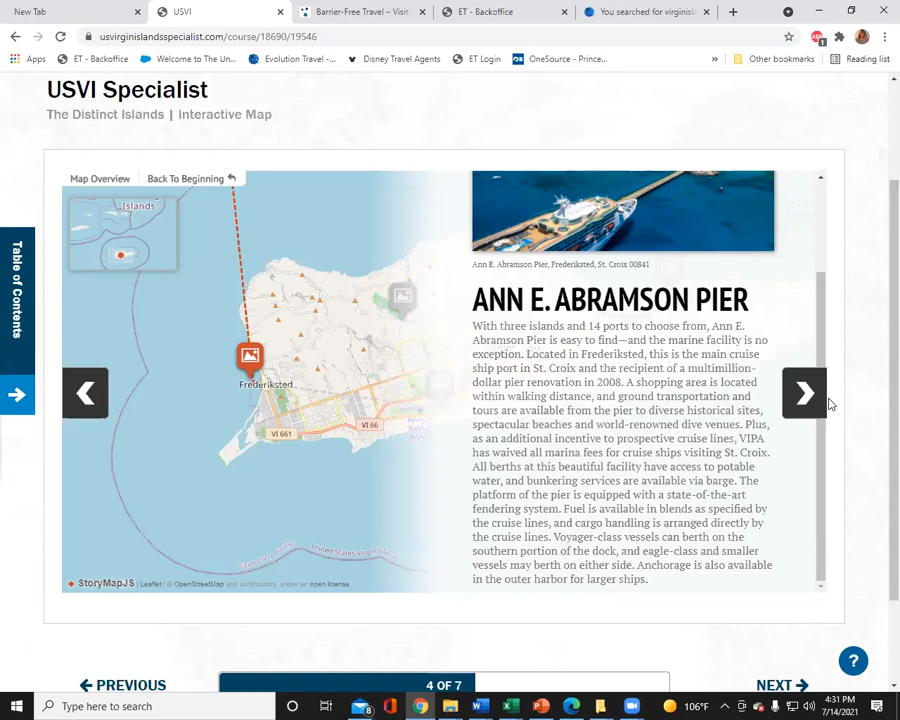 New Tab
USVI
Barrier-Free Travel – Visit
ET - Backoffice
You searched for virginisl
usvirginislandsspecialist.com/course/18690/19546
Apps
ET - Backoffice
Welcome to The Un...
Evolution Travel -...
Disney Travel Agents
ET Login
OneSource - Prince...
»
Other bookmarks
Reading list
USVI Specialist
The Distinct Islands | Interactive Map
Table of Contents
Map Overview
Back To Beginning
Islands
Frederiksted
VI 661
VI 66
United States Virgin Islands
StoryMapJS | Leaflet | © OpenStreetMap and contributors, under an open license
Ann E. Abramson Pier, Frederiksted, St. Croix 00841
ANN E. ABRAMSON PIER
With three islands and 14 ports to choose from, Ann E.
Abramson Pier is easy to find—and the marine facility is no
exception. Located in Frederiksted, this is the main cruise
ship port in St. Croix and the recipient of a multimillion-
dollar pier renovation in 2008. A shopping area is located
within walking distance, and ground transportation and
tours are available from the pier to diverse historical sites,
spectacular beaches and world-renowned dive venues. Plus,
as an additional incentive to prospective cruise lines, VIPA
has waived all marina fees for cruise ships visiting St. Croix.
All berths at this beautiful facility have access to potable
water, and bunkering services are available via barge. The
platform of the pier is equipped with a state-of-the-art
fendering system. Fuel is available in blends as specified by
the cruise lines, and cargo handling is arranged directly by
the cruise lines. Voyager-class vessels can berth on the
southern portion of the dock, and eagle-class and smaller
vessels may berth on either side. Anchorage is also available
in the outer harbor for larger ships.
PREVIOUS
4 OF 7
NEXT
?
Type here to search
8
106°F
4:31 PM
7/14/2021